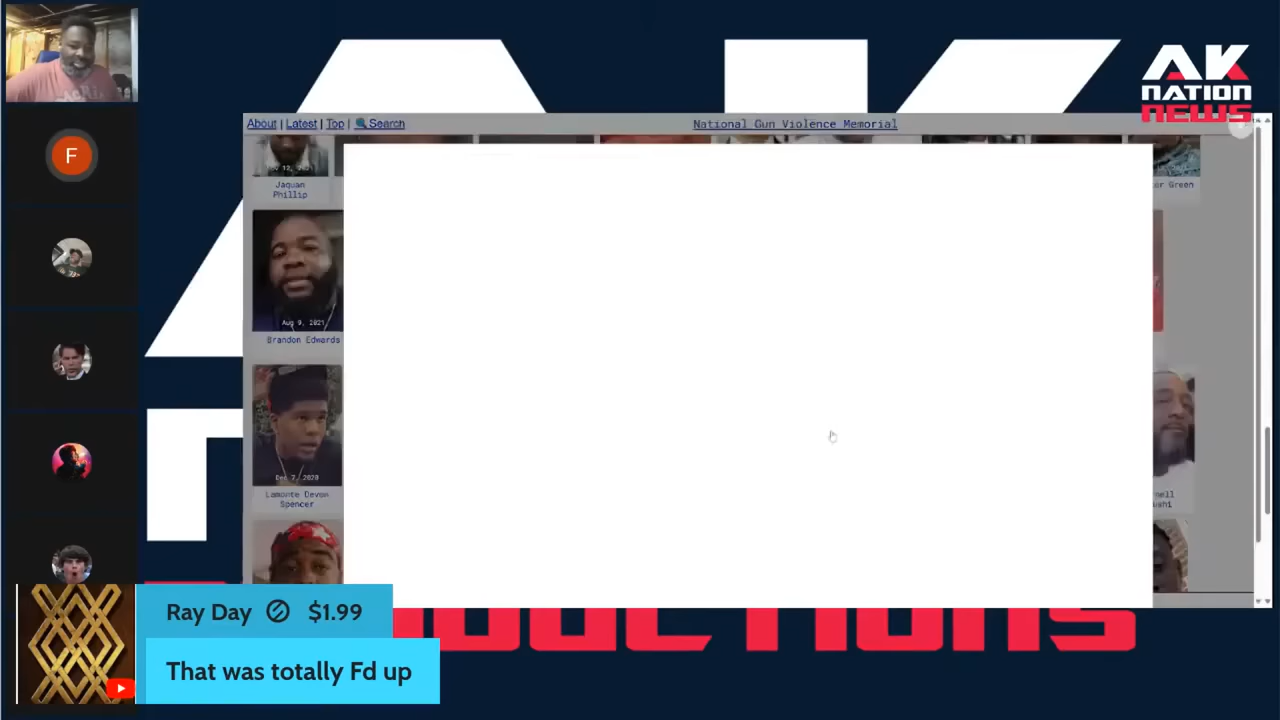 AK
NATION
NEWS
About | Latest | Top | Search
National Gun Violence Memorial
Jaquan
Phillip
Green
Aug 9, 2021
Brandon Edwards
F
Dec 7, 2020
Lamonte Devon
Spencer
Ray Day $1.99
That was totally Fd up